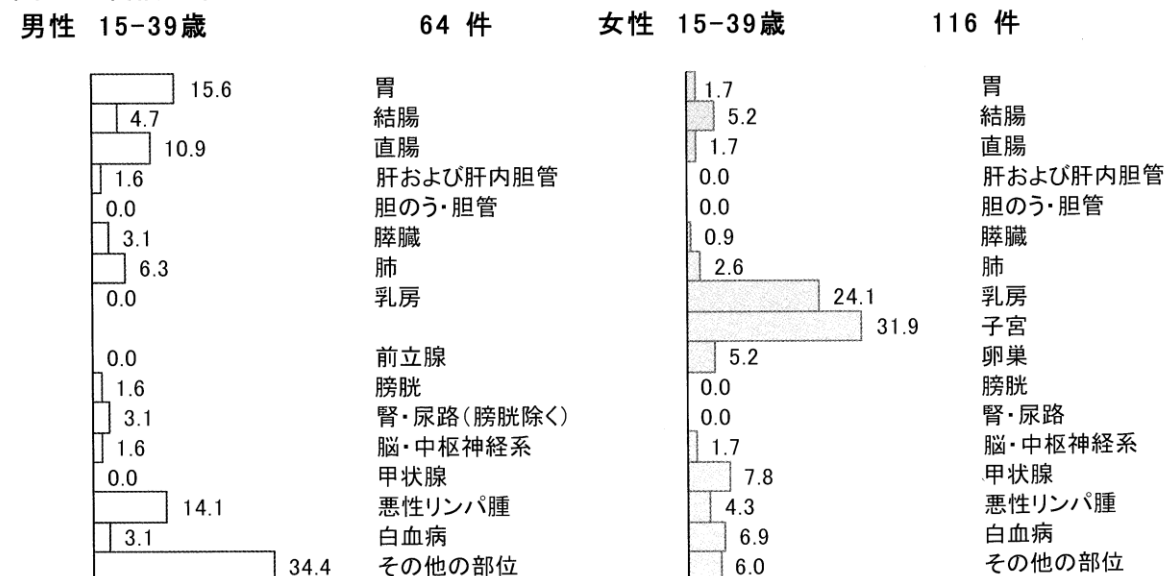 男性 15-39歳 64 件 女性 15-39歳 116 件
15.6 胃 1.7 胃
4.7 結腸 5.2 結腸
10.9 直腸 1.7 直腸
1.6 肝および肝内胆管 0.0 肝および肝内胆管
0.0 胆のう・胆管 0.0 胆のう・胆管
3.1 膵臓 0.9 膵臓
6.3 肺 2.6 肺
0.0 乳房 24.1 乳房
31.9 子宮
0.0 前立腺 5.2 卵巣
1.6 膀胱 0.0 膀胱
3.1 腎・尿路(膀胱除く) 0.0 腎・尿路
1.6 脳・中枢神経系 1.7 脳・中枢神経系
0.0 甲状腺 7.8 甲状腺
14.1 悪性リンパ腫 4.3 悪性リンパ腫
3.1 白血病 6.9 白血病
34.4 その他の部位 6.0 その他の部位